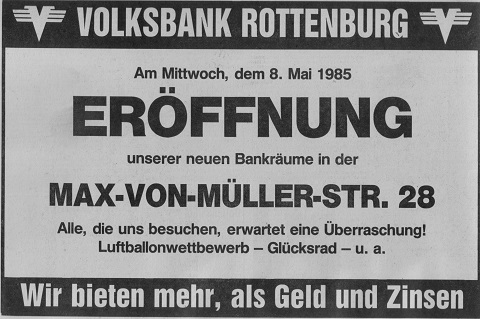 VOLKSBANK ROTTENBURG
Am Mittwoch, dem 8. Mai 1985
ERÖFFNUNG
unserer neuen Bankräume in der
MAX-VON-MÜLLER-STR. 28
Alle, die uns besuchen, erwartet eine Überraschung!
Luftballonwettbewerb – Glücksrad – u. a.
Wir bieten mehr, als Geld und Zinsen